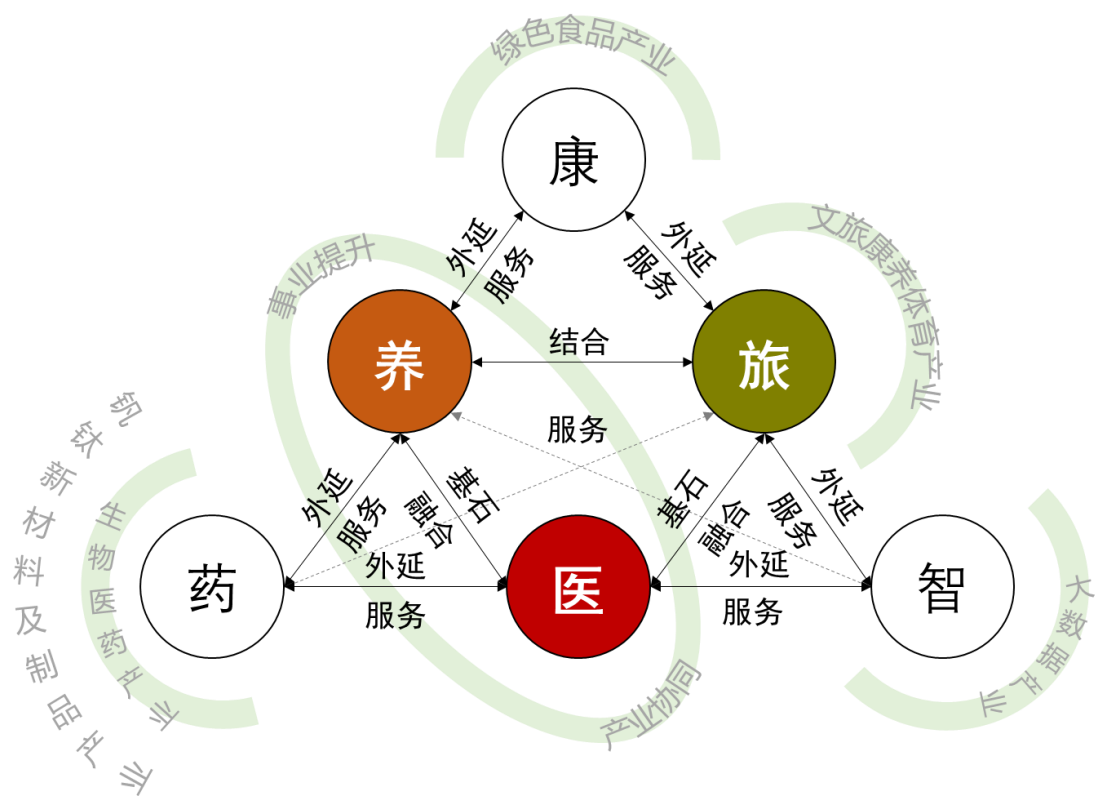 绿色食品产业
康
外延
服务
外延
服务
文旅康养体育产业
事业提升
养
结合
旅
服务
钒钛新材料及制品产业
生物医药产业
外延
服务
基石
融合
基石
融合
外延
服务
药
外延
服务
医
外延
服务
智
大数据产业
产业协同